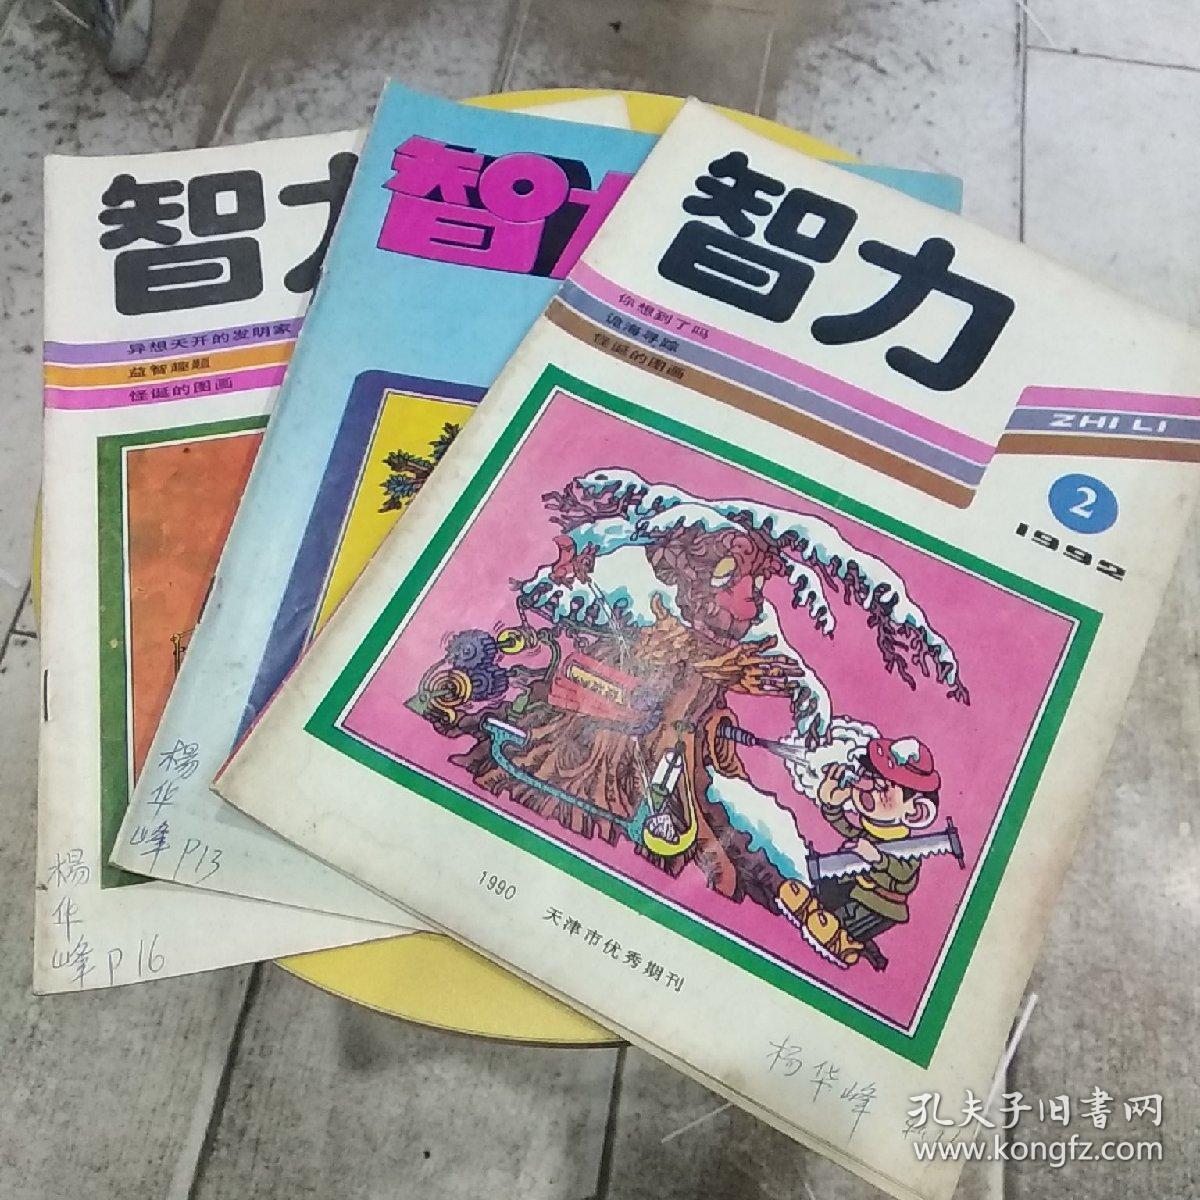 智力
异想天开的发明家
益智趣题
怪诞的图画
楊华峰 P16
智力
楊华峰 P13
智力
你想到了吗
诡海寻踪
怪诞的图画
ZHI LI
2
1992
1990 天津市优秀期刊
杨华峰
孔夫子旧书网
www.kongfz.com